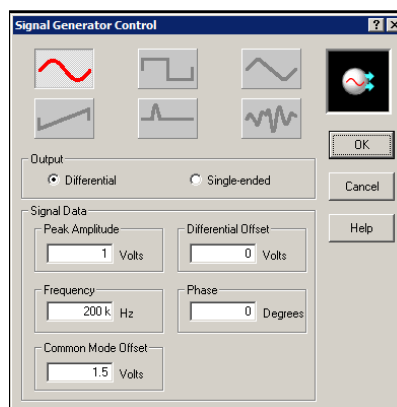 Signal Generator Control
OK
Cancel
Help
Output
Differential Single-ended
Signal Data
Peak Amplitude Differential Offset
1 Volts 0 Volts
Frequency Phase
200 k Hz 0 Degrees
Common Mode Offset
1.5 Volts